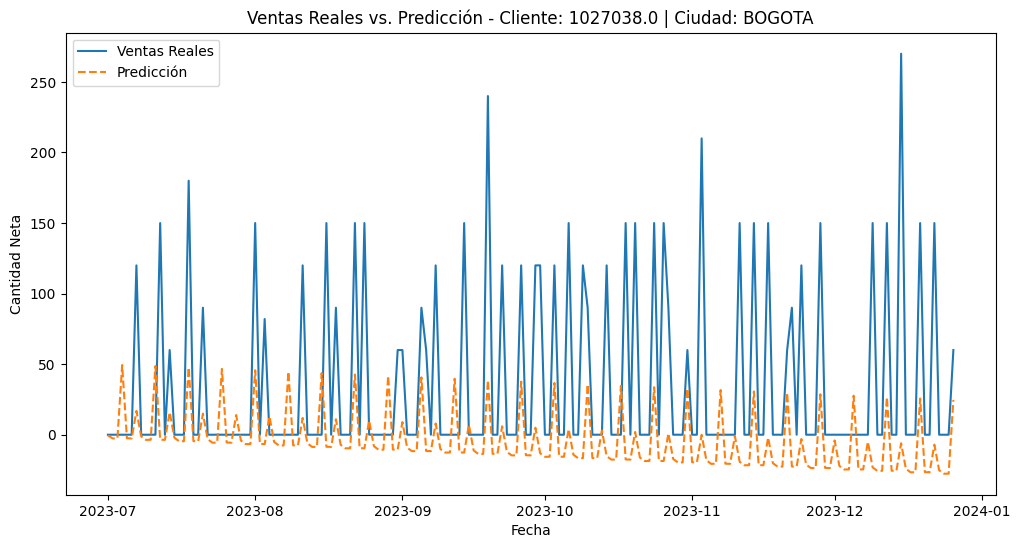 Ventas Reales vs. Predicción - Cliente: 1027038.0 | Ciudad: BOGOTA
Ventas Reales
Predicción
250
200
150
100
50
0
Cantidad Neta
2023-07 2023-08 2023-09 2023-10 2023-11 2023-12 2024-01
Fecha